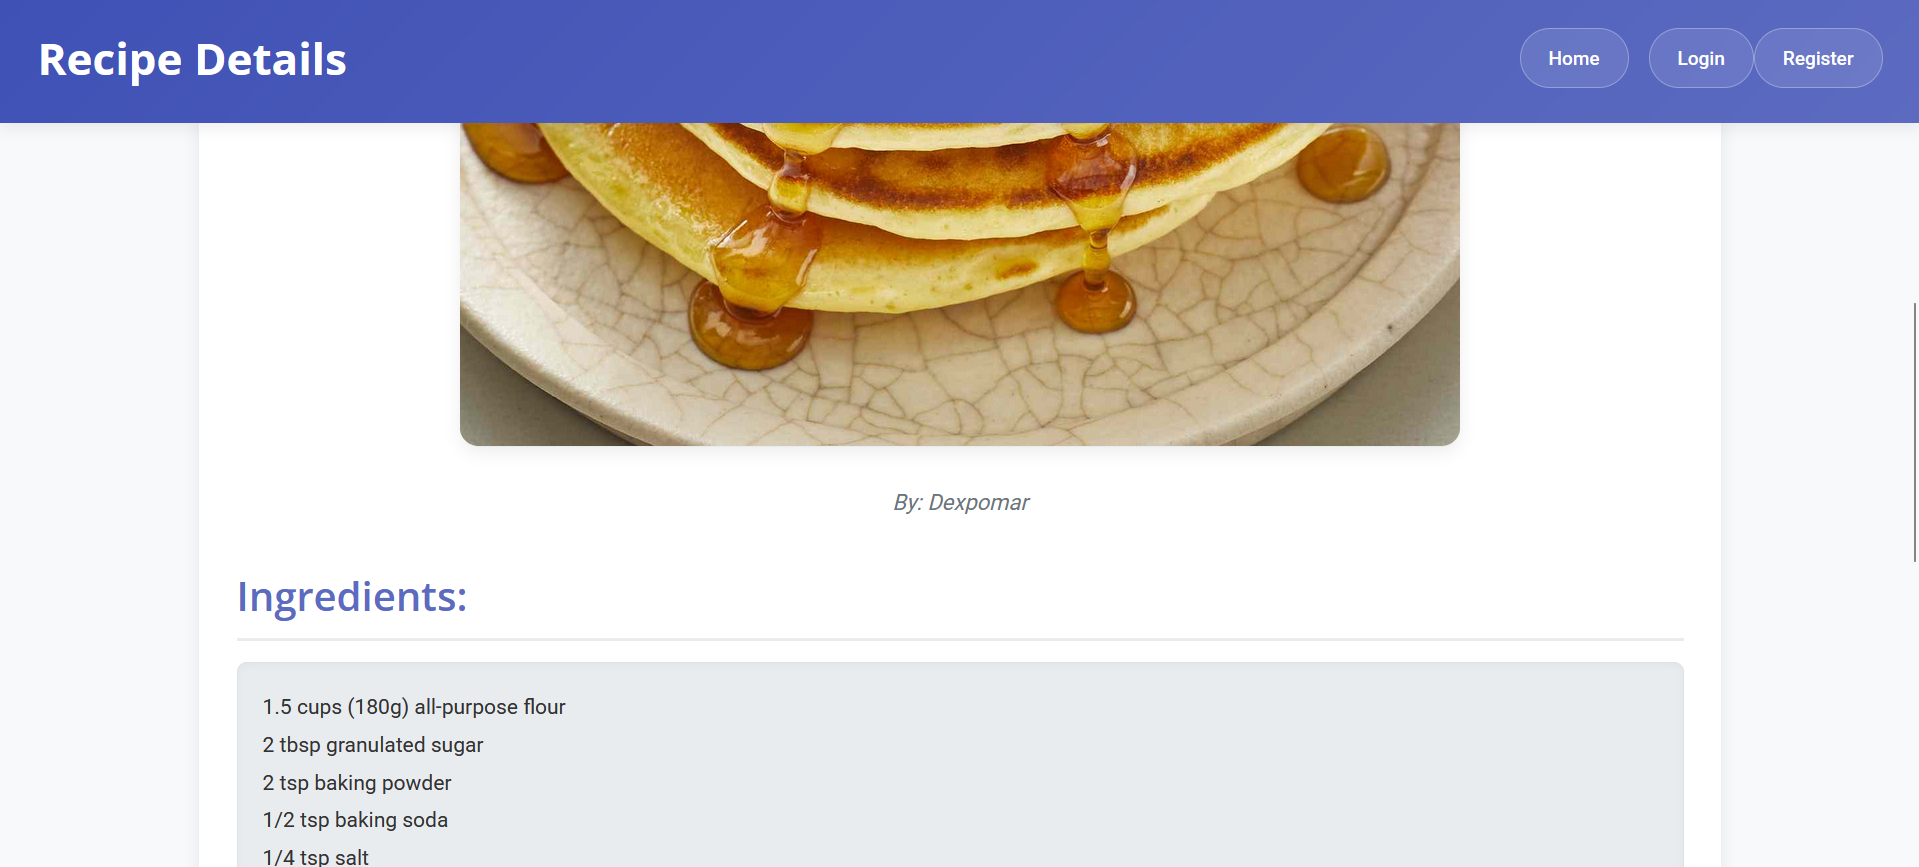 Recipe Details
Home
Login
Register
By: Dexpomar
Ingredients:
1.5 cups (180g) all-purpose flour
2 tbsp granulated sugar
2 tsp baking powder
1/2 tsp baking soda
1/4 tsp salt